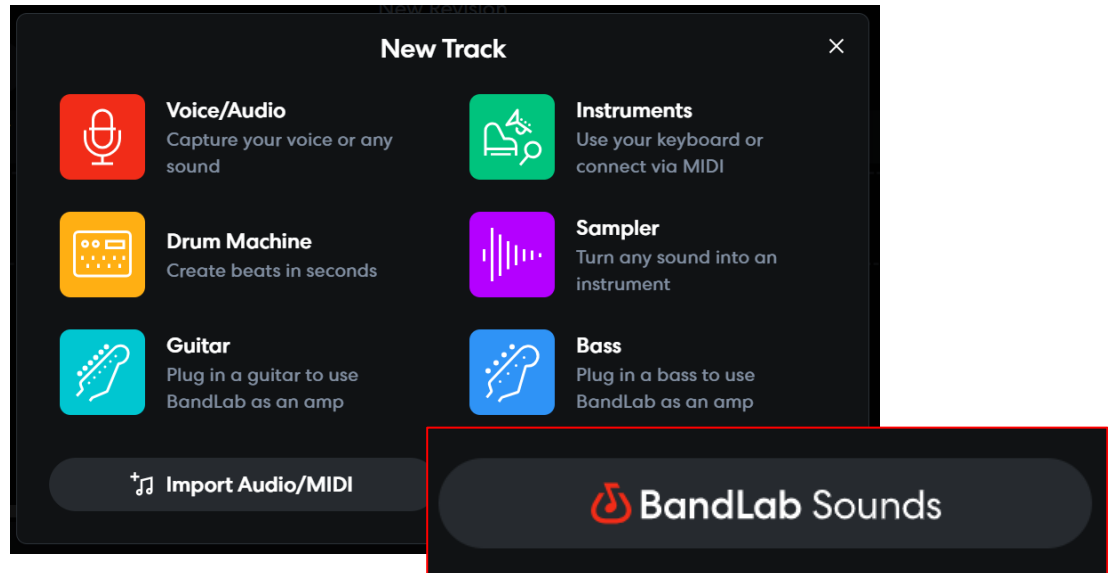 New Revision
New Track
Voice/Audio
Capture your voice or any
sound
Instruments
Use your keyboard or
connect via MIDI
Drum Machine
Create beats in seconds
Sampler
Turn any sound into an
instrument
Guitar
Plug in a guitar to use
BandLab as an amp
Bass
Plug in a bass to use
BandLab as an amp
Import Audio/MIDI
BandLab Sounds